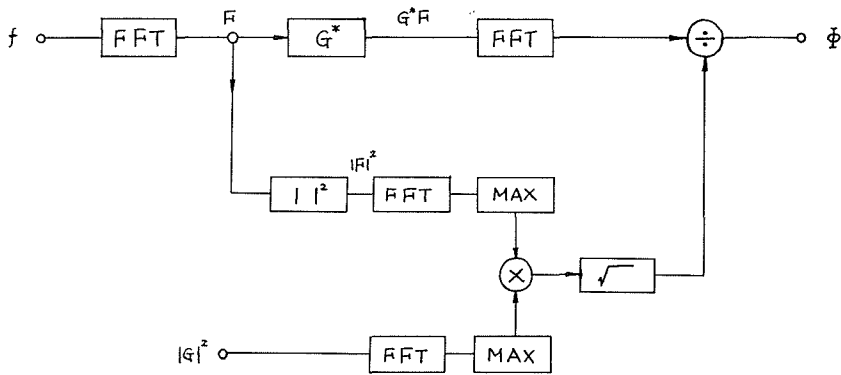 f FFT F G* G*F FFT ÷ Φ
| |² |F|² FFT MAX
× √
|G|² FFT MAX